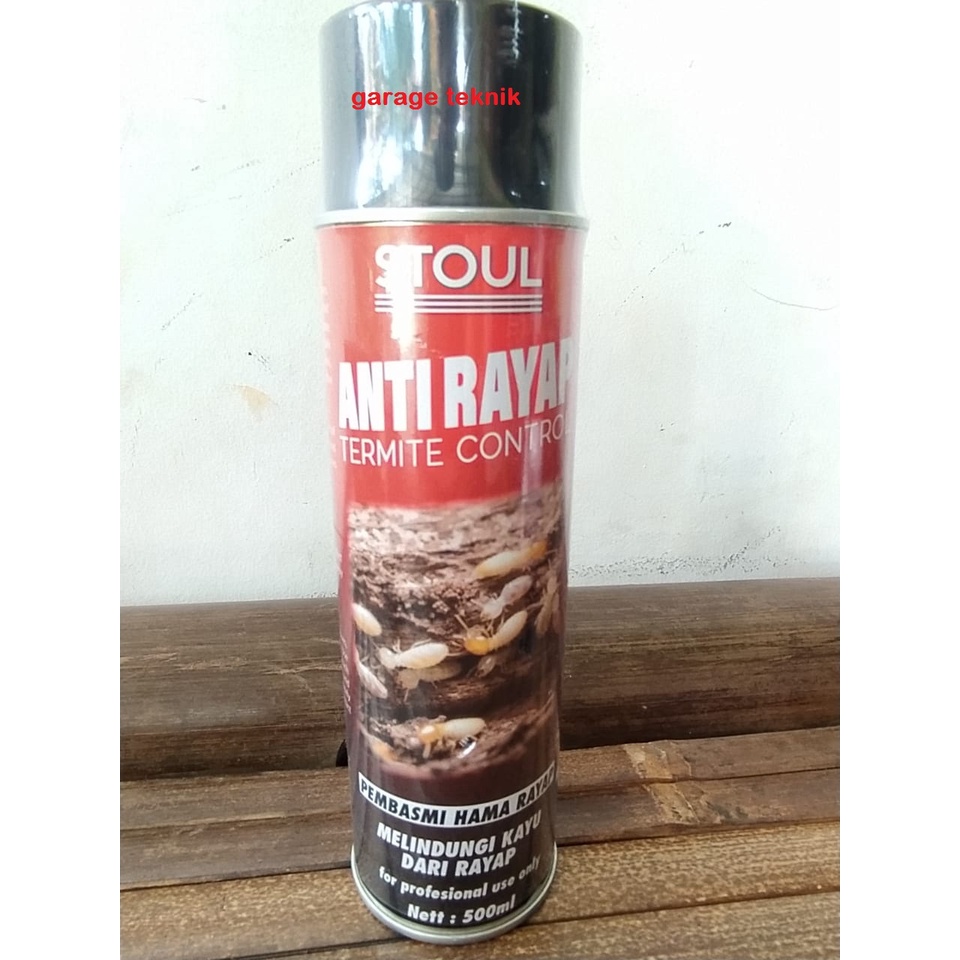 garage teknik
STOUL
ANTI RAYAP
TERMITE CONTROL
PEMBASMI HAMA RAYAP
MELINDUNGI KAYU
DARI RAYAP
for profesional use only
Nett : 500ml